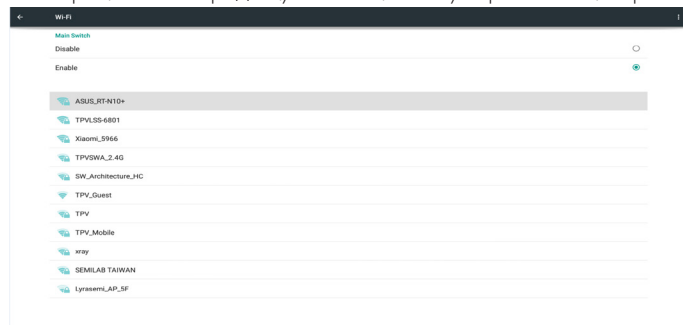 Wi-Fi
Main Switch
Disable
Enable
ASUS_RT-N10+
TPVLSS-6801
Xiaomi_5966
TPVSWA_2.4G
SW_Architecture_HC
TPV_Guest
TPV
TPV_Mobile
xray
SEMILAB TAIWAN
Lyrasemi_AP_5F